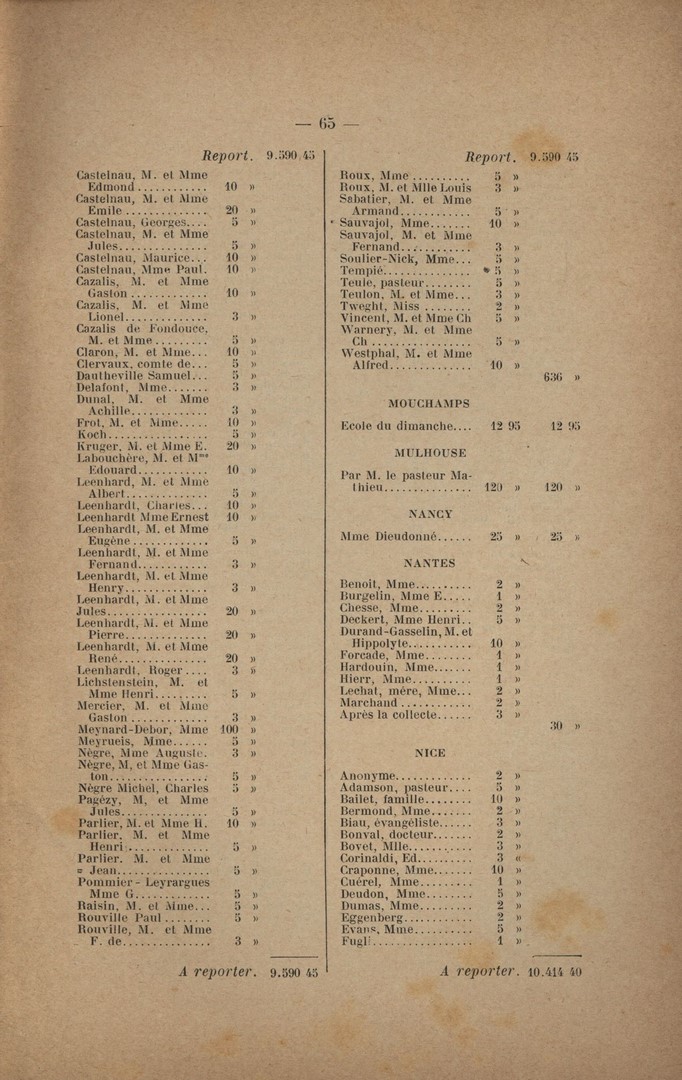 — 65 —
Report. 9.590 45
Castelnau, M. et Mme
Edmond............ 10 »
Castelnau, M. et Mme
Emile .............. 20 »
Castelnau, Georges.... 5 »
Castelnau, M. et Mme
Jules............... 5 »
Castelnau, Maurice... 10 »
Castelnau, Mme Paul. 10 »
Cazalis, M. et Mme
Gaston ............. 10 »
Cazalis, M. et Mme
Lionel.............. 3 »
Cazalis de Fondouce,
M. et Mme......... 5 »
Claron, M. et Mme... 10 »
Clervaux, comte de... 5 »
Dautheville Samuel... 5 »
Delafont, Mme....... 3 »
Dunal, M. et Mme
Achille............. 3 »
Frot, M. et Mme..... 10 »
Koch................. 5 »
Kruger, M. et Mme E. 20 »
Labouchère, M. et Mme
Edouard............ 10 »
Leenhard, M. et Mme
Albert.............. 5 »
Leenhardt, Charles... 10 »
Leenhardt Mme Ernest 10 »
Leenhardt, M. et Mme
Eugène ............. 5 »
Leenhardt, M. et Mme
Fernand............ 3 »
Leenhardt, M. et Mme
Henry.............. 3 »
Leenhardt, M. et Mme
Jules................. 20 »
Leenhardt, M. et Mme
Pierre.............. 20 »
Leenhardt, M. et Mme
René............... 20 »
Leenhardt, Roger .... 3 »
Lichstenstein, M. et
Mme Henri......... 5 »
Mercier, M. et Mme
Gaston ............. 3 »
Meynard-Debor, Mme 100 »
Meyrueis, Mme...... 5 »
Nègre, Mme Auguste. 3 »
Nègre, M, et Mme Gas-
ton................. 5 »
Nègre Michel, Charles 5 »
Pagézy, M, et Mme
Jules............... 5 »
Parlier, M. et Mme H. 10 »
Parlier. M. et Mme
Henri .............. 5 »
Parlier. M. et Mme
Jean................ 5 »
Pommier - Leyrargues
Mme G............. 5 »
Raisin, M. et Mme... 5 »
Rouville Paul ........ 5 »
Rouville, M. et Mme
F. de............... 3 »
A reporter. 9.590 45
Report. 9.590 45
Roux, Mme .......... 5 »
Roux, M. et Mlle Louis 3 »
Sabatier, M. et Mme
Armand............ 5 »
Sauvajol, Mme....... 10 »
Sauvajol, M. et Mme
Fernand............ 3 »
Soulier-Nick, Mme... 5 »
Tempié............... 5 »
Teule, pasteur........ 5 »
Teulon, M. et Mme... 3 »
Tweght, Miss ........ 2 »
Vincent, M. et Mme Ch 5 »
Warnery, M. et Mme
Ch ................. 5 »
Westphal, M. et Mme
Alfred.............. 10 »
636 »
MOUCHAMPS
Ecole du dimanche.... 12 95 12 95
MULHOUSE
Par M. le pasteur Ma-
thieu............... 120 » 120 »
NANCY
Mme Dieudonné...... 25 » 25 »
NANTES
Benoit, Mme.......... 2 »
Burgelin, Mme E..... 1 »
Chesse, Mme......... 2 »
Deckert, Mme Henri.. 5 »
Durand-Gasselin, M. et
Hippolyte........... 10 »
Forcade, Mme........ 1 »
Hardouin, Mme...... 1 »
Hierr, Mme.......... 1 »
Lechat, mère, Mme... 2 »
Marchand ............ 2 »
Après la collecte...... 3 »
30 »
NICE
Anonyme............. 2 »
Adamson, pasteur.... 5 »
Bailet, famille........ 10 »
Bermond, Mme....... 2 »
Biau, évangéliste...... 3 »
Bonval, docteur....... 2 »
Bovet, Mlle........... 3 »
Corinaldi, Ed......... 3 «
Craponne, Mme...... 10 »
Cuérel, Mme......... 1 »
Deudon, Mme........ 5 »
Dumas, Mme......... 2 »
Eggenberg............ 2 »
Evans, Mme.......... 5 »
Fugli................. 1 »
A reporter. 10.414 40